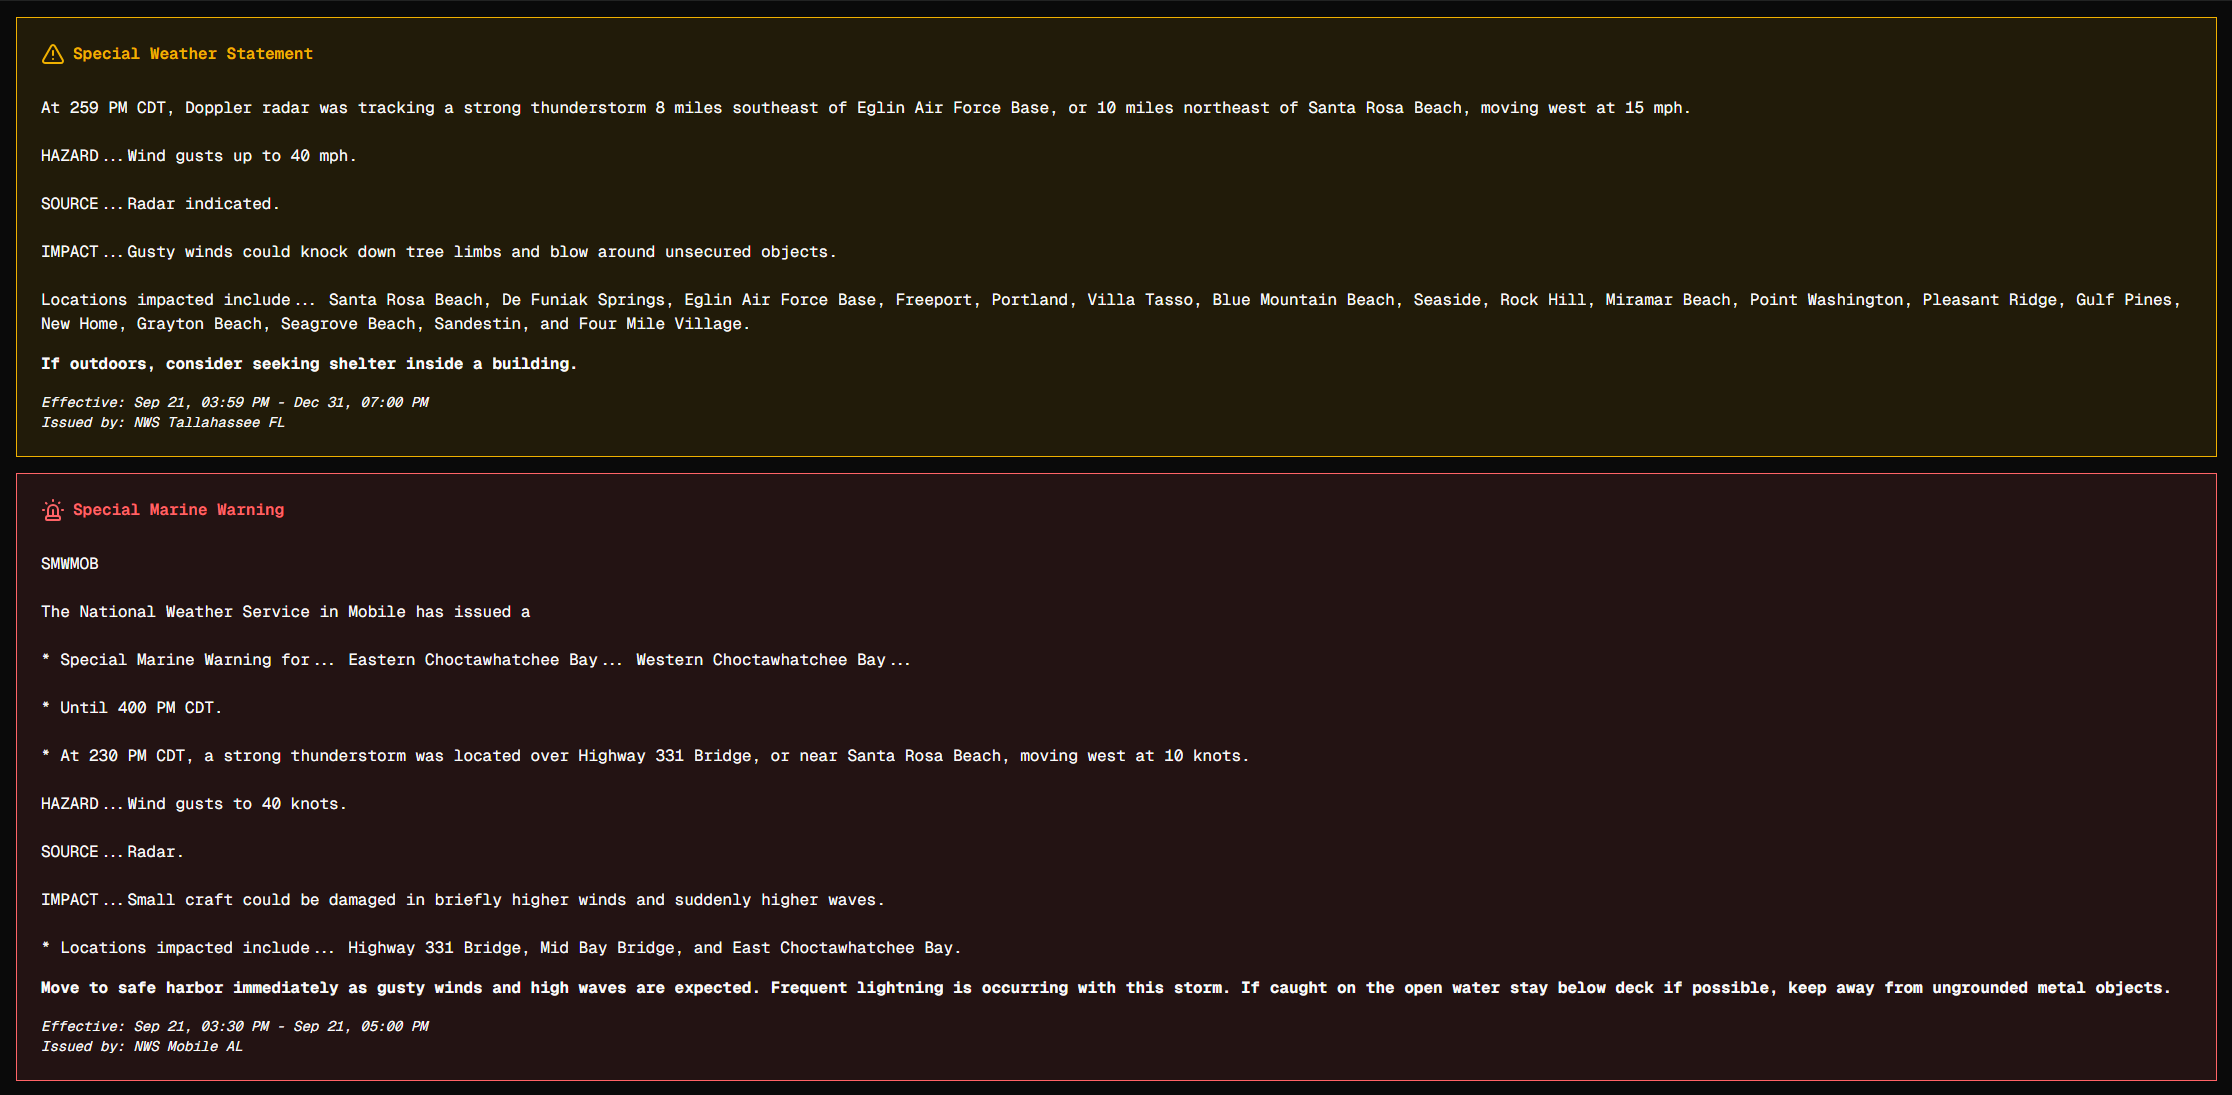 Special Weather Statement
At 259 PM CDT, Doppler radar was tracking a strong thunderstorm 8 miles southeast of Eglin Air Force Base, or 10 miles northeast of Santa Rosa Beach, moving west at 15 mph.
HAZARD...Wind gusts up to 40 mph.
SOURCE...Radar indicated.
IMPACT...Gusty winds could knock down tree limbs and blow around unsecured objects.
Locations impacted include... Santa Rosa Beach, De Funiak Springs, Eglin Air Force Base, Freeport, Portland, Villa Tasso, Blue Mountain Beach, Seaside, Rock Hill, Miramar Beach, Point Washington, Pleasant Ridge, Gulf Pines,
New Home, Grayton Beach, Seagrove Beach, Sandestin, and Four Mile Village.
If outdoors, consider seeking shelter inside a building.
Effective: Sep 21, 03:59 PM - Dec 31, 07:00 PM
Issued by: NWS Tallahassee FL
Special Marine Warning
SMWMOB
The National Weather Service in Mobile has issued a
* Special Marine Warning for... Eastern Choctawhatchee Bay... Western Choctawhatchee Bay...
* Until 400 PM CDT.
* At 230 PM CDT, a strong thunderstorm was located over Highway 331 Bridge, or near Santa Rosa Beach, moving west at 10 knots.
HAZARD...Wind gusts to 40 knots.
SOURCE...Radar.
IMPACT...Small craft could be damaged in briefly higher winds and suddenly higher waves.
* Locations impacted include... Highway 331 Bridge, Mid Bay Bridge, and East Choctawhatchee Bay.
Move to safe harbor immediately as gusty winds and high waves are expected. Frequent lightning is occurring with this storm. If caught on the open water stay below deck if possible, keep away from ungrounded metal objects.
Effective: Sep 21, 03:30 PM - Sep 21, 05:00 PM
Issued by: NWS Mobile AL